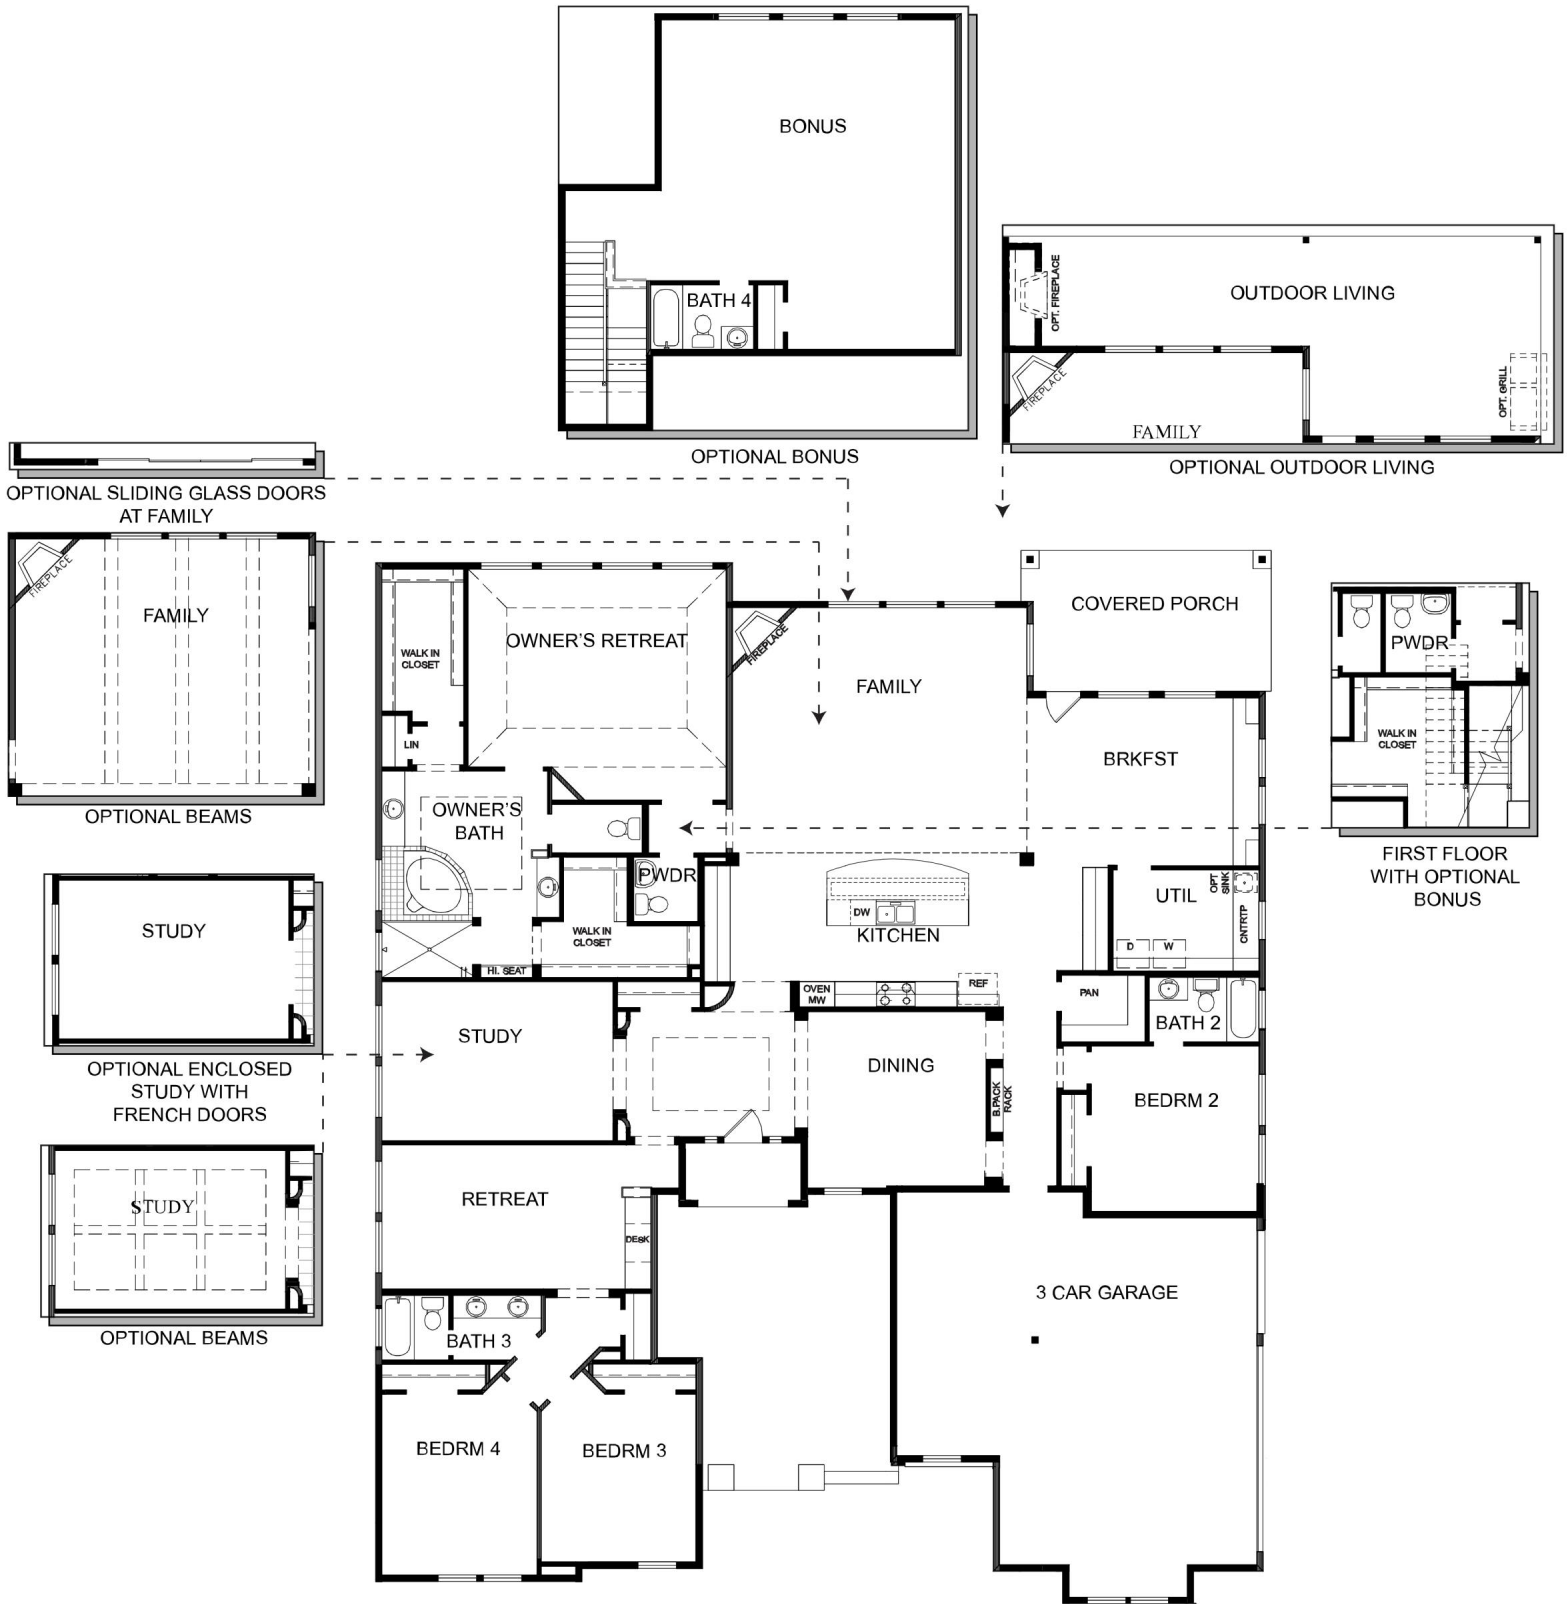 BONUS
BATH 4
OPTIONAL BONUS
OPT. FIREPLACE
OUTDOOR LIVING
FIREPLACE
OPT. GRILL
FAMILY
OPTIONAL OUTDOOR LIVING
OPTIONAL SLIDING GLASS DOORS
AT FAMILY
FIREPLACE
FAMILY
OPTIONAL BEAMS
STUDY
OPTIONAL ENCLOSED
STUDY WITH
FRENCH DOORS
STUDY
OPTIONAL BEAMS
PWDR
WALK IN
CLOSET
FIRST FLOOR
WITH OPTIONAL
BONUS
COVERED PORCH
WALK IN
CLOSET
OWNER'S RETREAT
FIREPLACE
FAMILY
LIN
BRKFST
OWNER'S
BATH
PWDR
WALK IN
CLOSET
HI. SEAT
DW
KITCHEN
UTIL
OPT
SINK
CNTRTP
D
W
OVEN
MW
REF
PAN
BATH 2
STUDY
DINING
B.PACK
RACK
BEDRM 2
RETREAT
DESK
3 CAR GARAGE
BATH 3
BEDRM 4
BEDRM 3